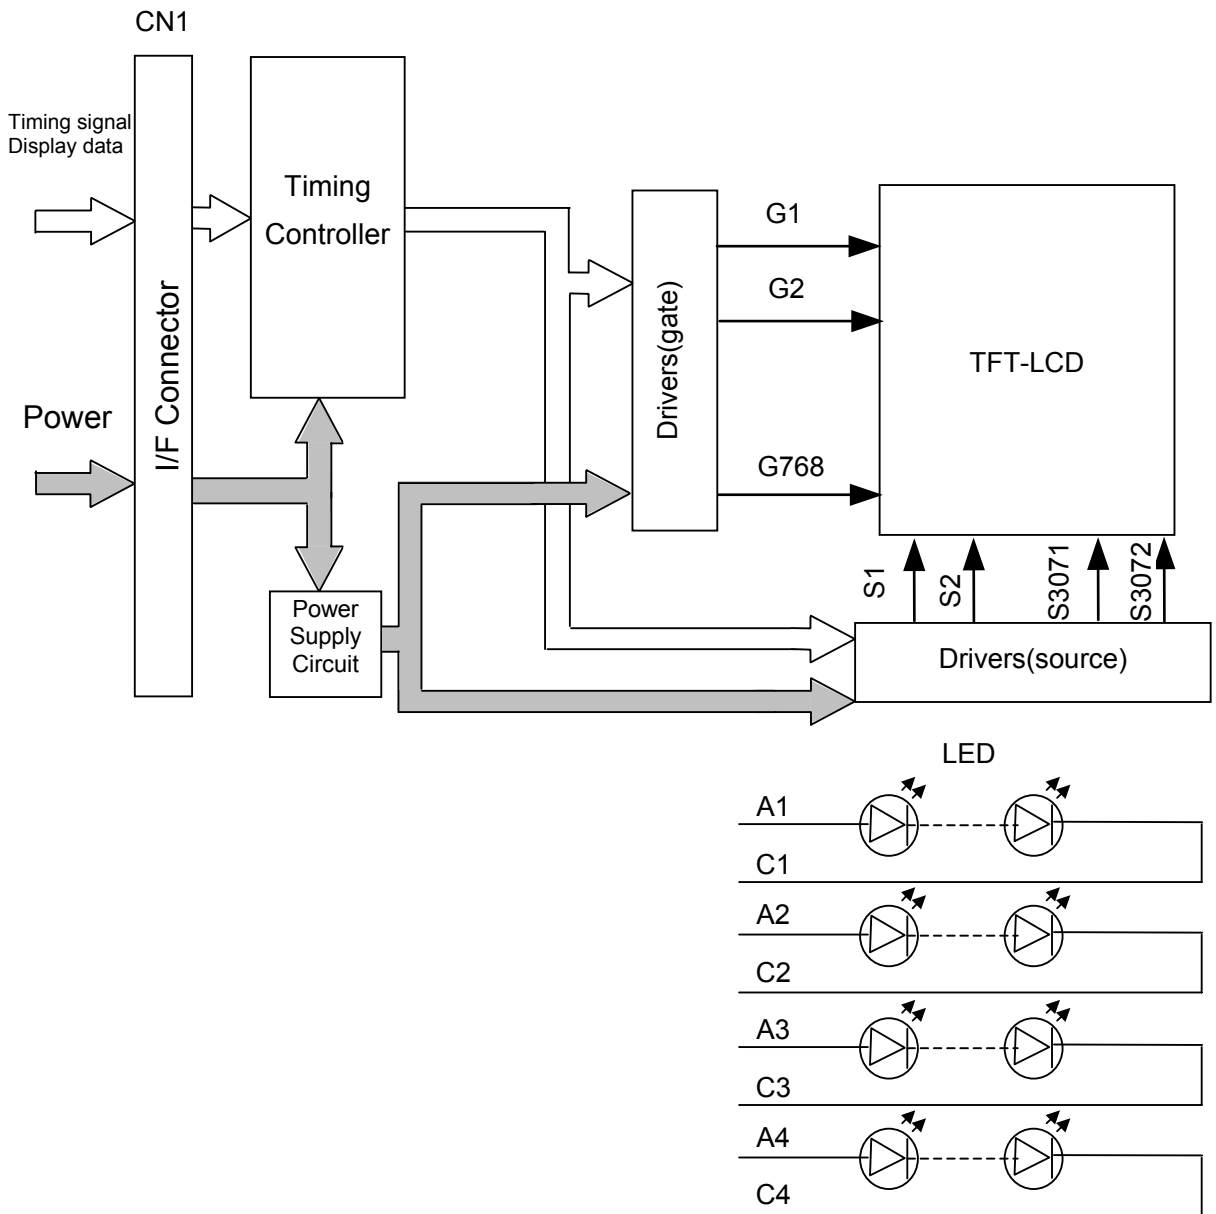 CN1
Timing signal
Display data
Timing
Controller
Power
I/F Connector
Power
Supply
Circuit
Drivers(gate)
G1
G2
G768
TFT-LCD
S1
S2
S3071
S3072
Drivers(source)
LED
A1
C1
A2
C2
A3
C3
A4
C4